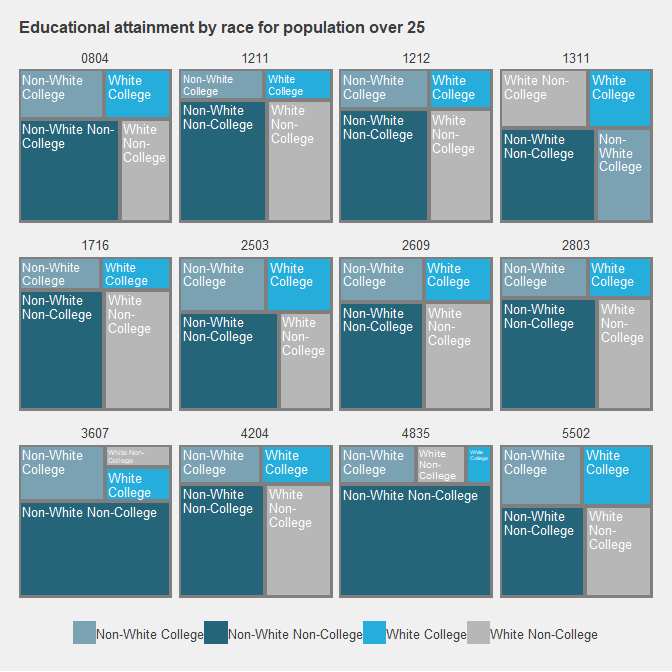 Educational attainment by race for population over 25
0804
1211
1212
1311
Non-White
College
White
College
Non-White Non-
College
White
Non-
College
Non-White
College
White
College
Non-White
Non-College
White
Non-
College
Non-White
College
White
College
Non-White
Non-College
White
Non-
College
White Non-
College
White
College
Non-White
Non-College
Non-
White
College
1716
2503
2609
2803
Non-White
College
White
College
Non-White
Non-College
White
Non-
College
Non-White
College
White
College
Non-White
Non-College
White
Non-
College
Non-White
College
White
College
Non-White
Non-College
White
Non-
College
Non-White
College
White
College
Non-White
Non-College
White
Non-
College
3607
4204
4835
5502
Non-White
College
White Non-
College
White
College
Non-White Non-College
Non-White
College
White
College
Non-White
Non-College
White
Non-
College
Non-White
College
White
Non-
College
White
College
Non-White Non-College
Non-White
College
White
College
Non-White
Non-College
White
Non-
College
Non-White College Non-White Non-College White College White Non-College